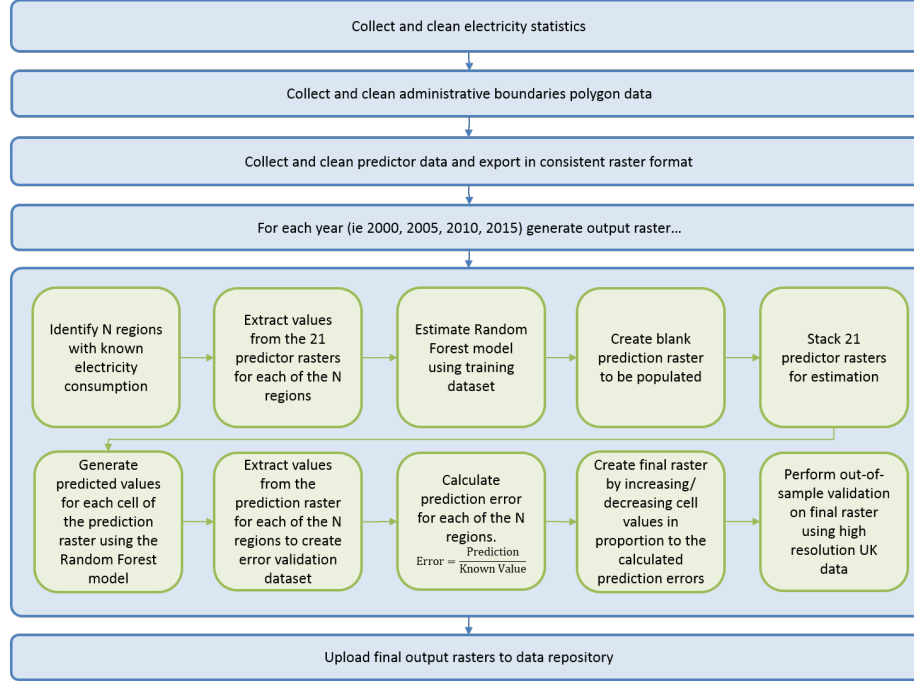 Collect and clean electricity statistics
Collect and clean administrative boundaries polygon data
Collect and clean predictor data and export in consistent raster format
For each year (ie 2000, 2005, 2010, 2015) generate output raster...
Identify N regions
with known
electricity
consumption
Extract values
from the 21
predictor rasters
for each of the N
regions
Estimate Random
Forest model
using training
dataset
Create blank
prediction raster
to be populated
Stack 21
predictor rasters
for estimation
Generate
predicted values
for each cell of
the prediction
raster using the
Random Forest
model
Extract values
from the
prediction raster
for each of the N
regions to create
error validation
dataset
Calculate
prediction error
for each of the N
regions.
Error = Prediction / Known Value
Create final raster
by increasing/
decreasing cell
values in
proportion to the
calculated
prediction errors
Perform out-of-
sample validation
on final raster
using high
resolution UK
data
Upload final output rasters to data repository